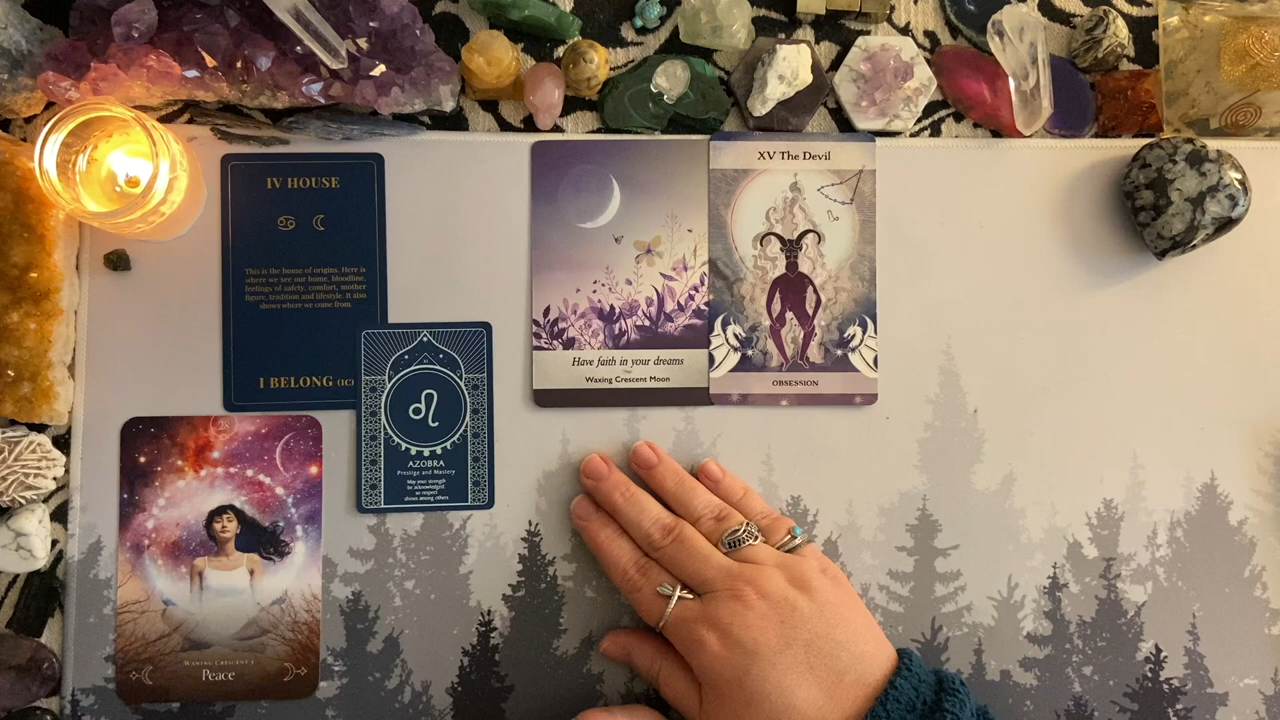 IV HOUSE
This is the house of origins. Here is
where we see our home, bloodline,
feelings of safety, comfort, mother
figure, tradition and lifestyle. It also
shows where we come from.
I BELONG (IC)
AZOBRA
Prestige and Mastery
May your strength
be acknowledged,
so respect
shows among others
28
WANING CRESCENT
Peace
Have faith in your dreams
Waxing Crescent Moon
XV The Devil
OBSESSION